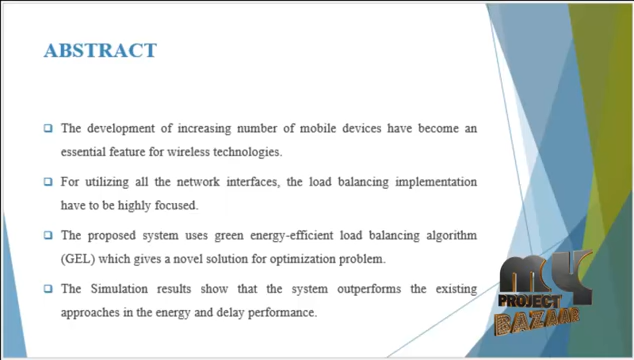 ABSTRACT
The development of increasing number of mobile devices have become an
essential feature for wireless technologies.
For utilizing all the network interfaces, the load balancing implementation
have to be highly focused.
The proposed system uses green energy-efficient load balancing algorithm
(GEL) which gives a novel solution for optimization problem.
The Simulation results show that the system outperforms the existing
approaches in the energy and delay performance.
my
PROJECT
BAZAAR